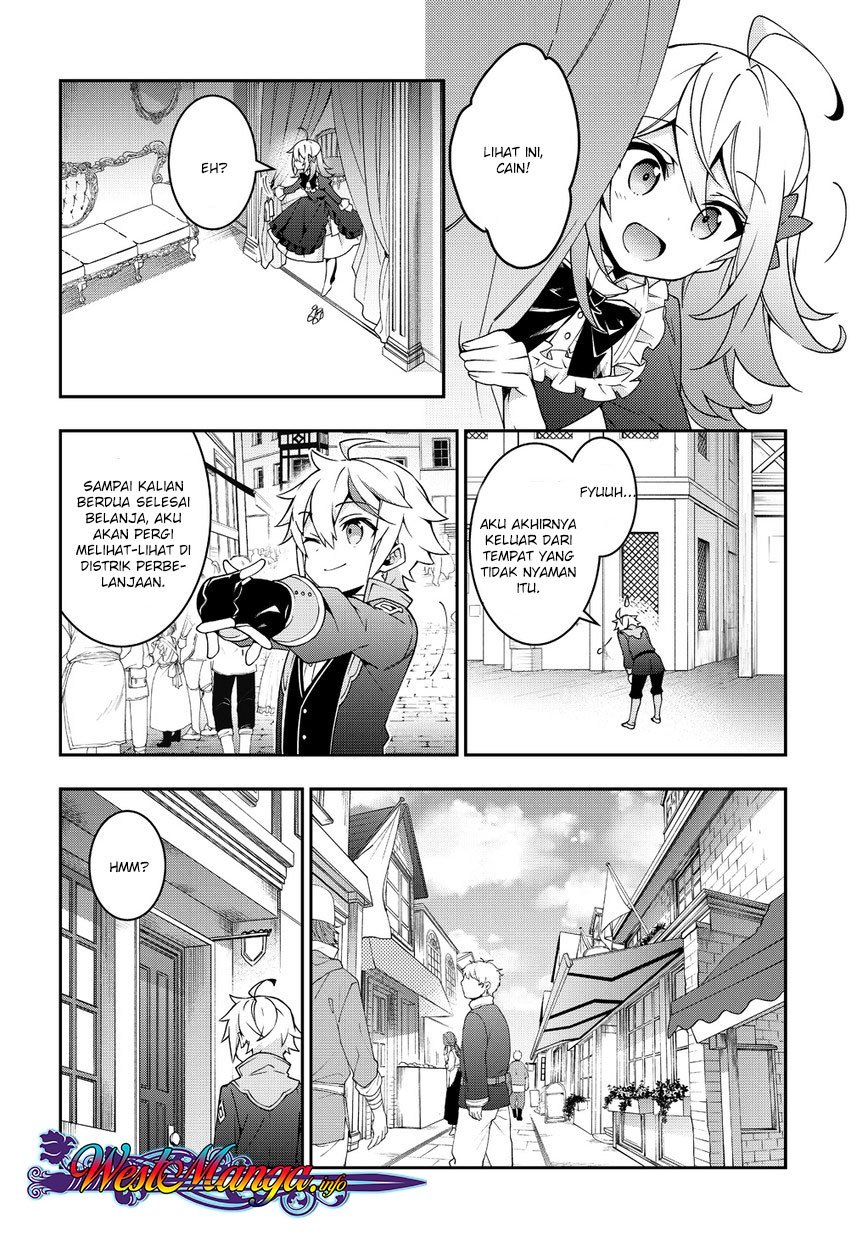 LIHAT INI,
CAIN!
EH?
FYUUH...
AKU AKHIRNYA
KELUAR DARI
TEMPAT YANG
TIDAK NYAMAN
ITU.
SAMPAI KALIAN
BERDUA SELESAI
BELANJA, AKU
AKAN PERGI
MELIHAT-LIHAT DI
DISTRIK PERBE-
LANJAAN.
HMM?
WestManga.info